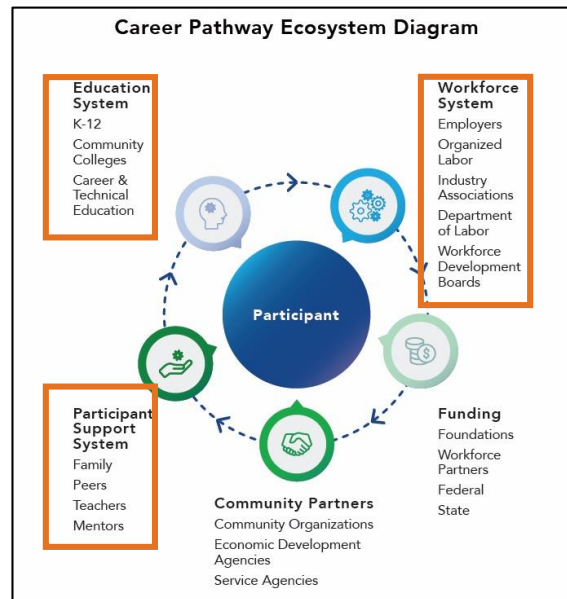 Career Pathway Ecosystem Diagram
Education
System
K-12
Community
Colleges
Career &
Technical
Education
Workforce
System
Employers
Organized
Labor
Industry
Associations
Department
of Labor
Workforce
Development
Boards
Participant
Participant
Support
System
Family
Peers
Teachers
Mentors
Community Partners
Community Organizations
Economic Development
Agencies
Service Agencies
Funding
Foundations
Workforce
Partners
Federal
State
$